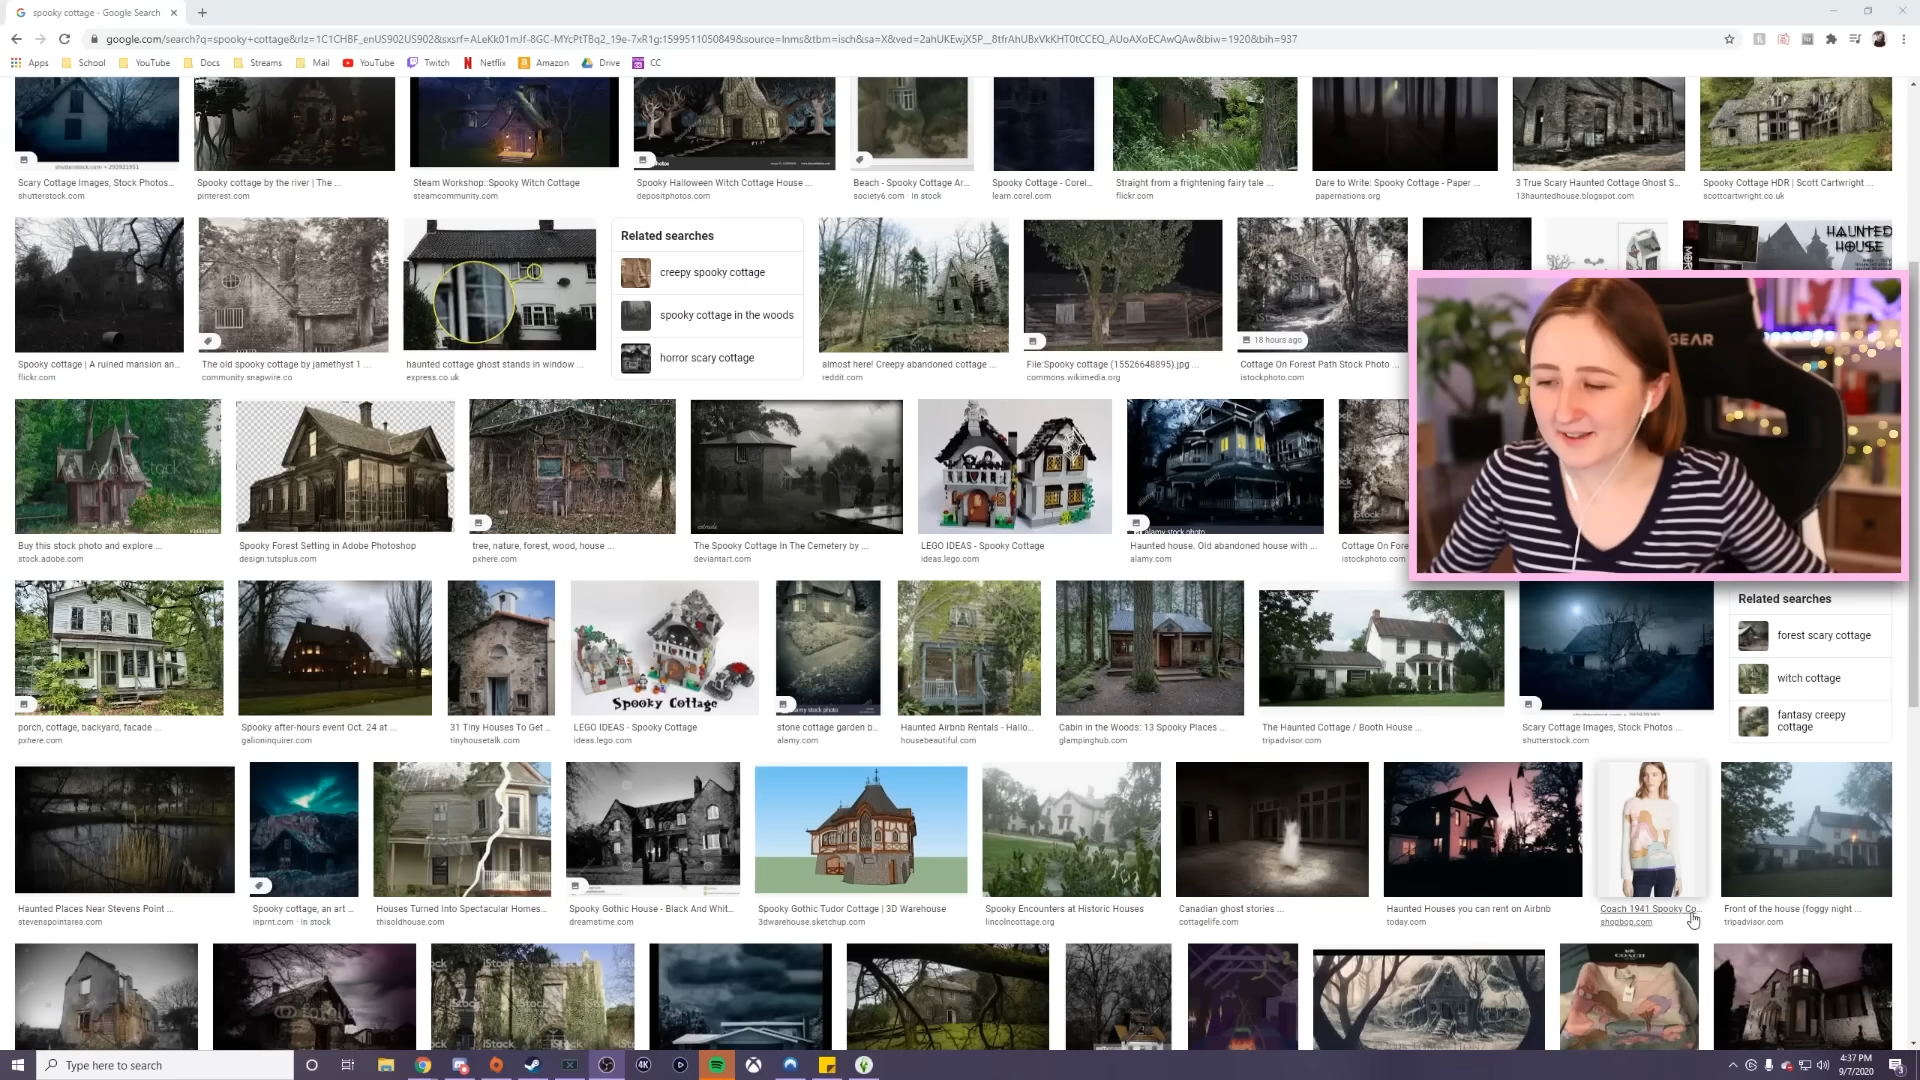 spooky cottage - Google Search
google.com/search?q=spooky+cottage&rlz=1C1CHBF_enUS902US902&sxsrf=ALeKk01mJf-8GC-MYcPtTBq2_19e-7xR1g:1599511050849&source=lnms&tbm=isch&sa=X&ved=2ahUKEwjX5P__8tfrAhUBxVkKHT0tCCEQ_AUoAXoECAwQAw&biw=1920&bih=937
Apps School YouTube Docs Streams Mail YouTube Twitch Netflix Amazon Drive CC
Scary Cottage Images, Stock Photos...
shutterstock.com
Spooky cottage by the river | The ...
pinterest.com
Steam Workshop::Spooky Witch Cottage
steamcommunity.com
Spooky Halloween Witch Cottage House ...
depositphotos.com
Beach - Spooky Cottage Ar...
society6.com · In stock
Spooky Cottage - Corel...
learn.corel.com
Straight from a frightening fairy tale ...
flickr.com
Dare to Write: Spooky Cottage - Paper ...
papernations.org
3 True Scary Haunted Cottage Ghost S...
13hauntedhouse.blogspot.com
Spooky Cottage HDR | Scott Cartwright ...
scottcartwright.co.uk
Related searches
creepy spooky cottage
spooky cottage in the woods
horror scary cottage
HAUNTED
HOUSE
18 hours ago
GEAR
Spooky cottage | A ruined mansion an...
flickr.com
The old spooky cottage by jamethyst 1 ...
community.snapwire.co
haunted cottage ghost stands in window ...
express.co.uk
almost here! Creepy abandoned cottage ...
reddit.com
File:Spooky cottage (15526648895).jpg ...
commons.wikimedia.org
Cottage On Forest Path Stock Photo ...
istockphoto.com
Adobe Stock
alamy stock photo
iStock
Buy this stock photo and explore ...
stock.adobe.com
Spooky Forest Setting in Adobe Photoshop
design.tutsplus.com
tree, nature, forest, wood, house ...
pxhere.com
The Spooky Cottage In The Cemetery by ...
deviantart.com
LEGO IDEAS - Spooky Cottage
ideas.lego.com
Haunted house. Old abandoned house with ...
alamy.com
Cottage On Fore
istockphoto.com
Spooky Cottage
alamy stock photo
Related searches
forest scary cottage
witch cottage
fantasy creepy
cottage
porch, cottage, backyard, facade ...
pxhere.com
Spooky after-hours event Oct. 24 at ...
galioninquirer.com
31 Tiny Houses To Get ...
tinyhousetalk.com
LEGO IDEAS - Spooky Cottage
ideas.lego.com
stone cottage garden b...
alamy.com
Haunted Airbnb Rentals - Hallo...
housebeautiful.com
Cabin in the Woods: 13 Spooky Places ...
glampinghub.com
The Haunted Cottage / Booth House ...
tripadvisor.com
Scary Cottage Images, Stock Photos ...
shutterstock.com
Haunted Places Near Stevens Point ...
stevenspointarea.com
Spooky cottage, an art ...
inprnt.com · In stock
Houses Turned Into Spectacular Homes...
thisoldhouse.com
Spooky Gothic House - Black And Whit...
dreamstime.com
Spooky Gothic Tudor Cottage | 3D Warehouse
3dwarehouse.sketchup.com
Spooky Encounters at Historic Houses
lincolncottage.org
Canadian ghost stories ...
cottagelife.com
Haunted Houses you can rent on Airbnb
today.com
Coach 1941 Spooky Co...
shopbop.com
Front of the house (foggy night ...
tripadvisor.com
fotolia
iStock
COACH
Type here to search
4K
4:37 PM
9/7/2020
3